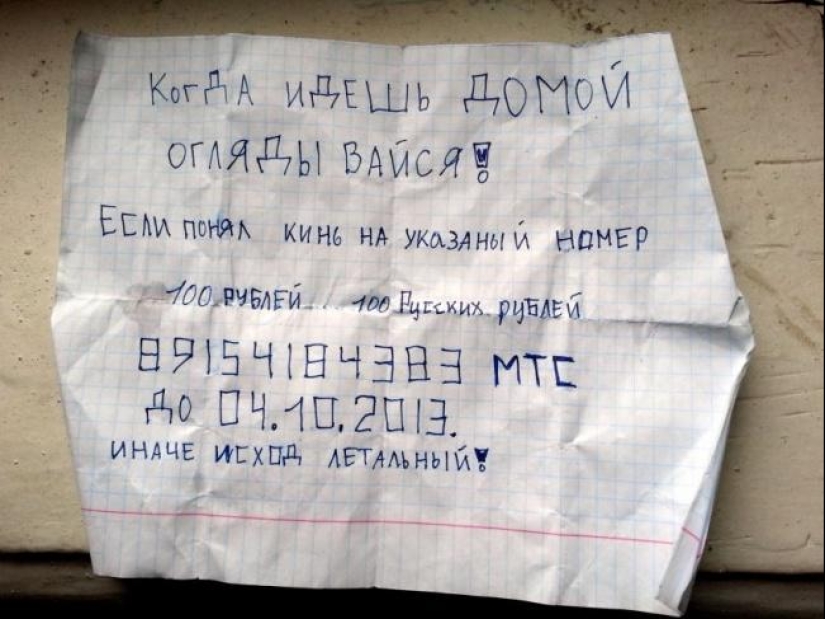 КогДА ИДЕШЬ ДОМОЙ
ОГЛЯДЫ ВАЙСЯ!
ЕСЛИ ПОНЯЛ КИНЬ НА УКаЗАНЫЙ НОМЕР
100 РУБЛЕЙ... 100 Русских рублЕЙ
89154184383 МТС
ДО 04.10.2013.
ИНАЧЕ ИСХОД ЛЕТАЛЬНЫЙ!